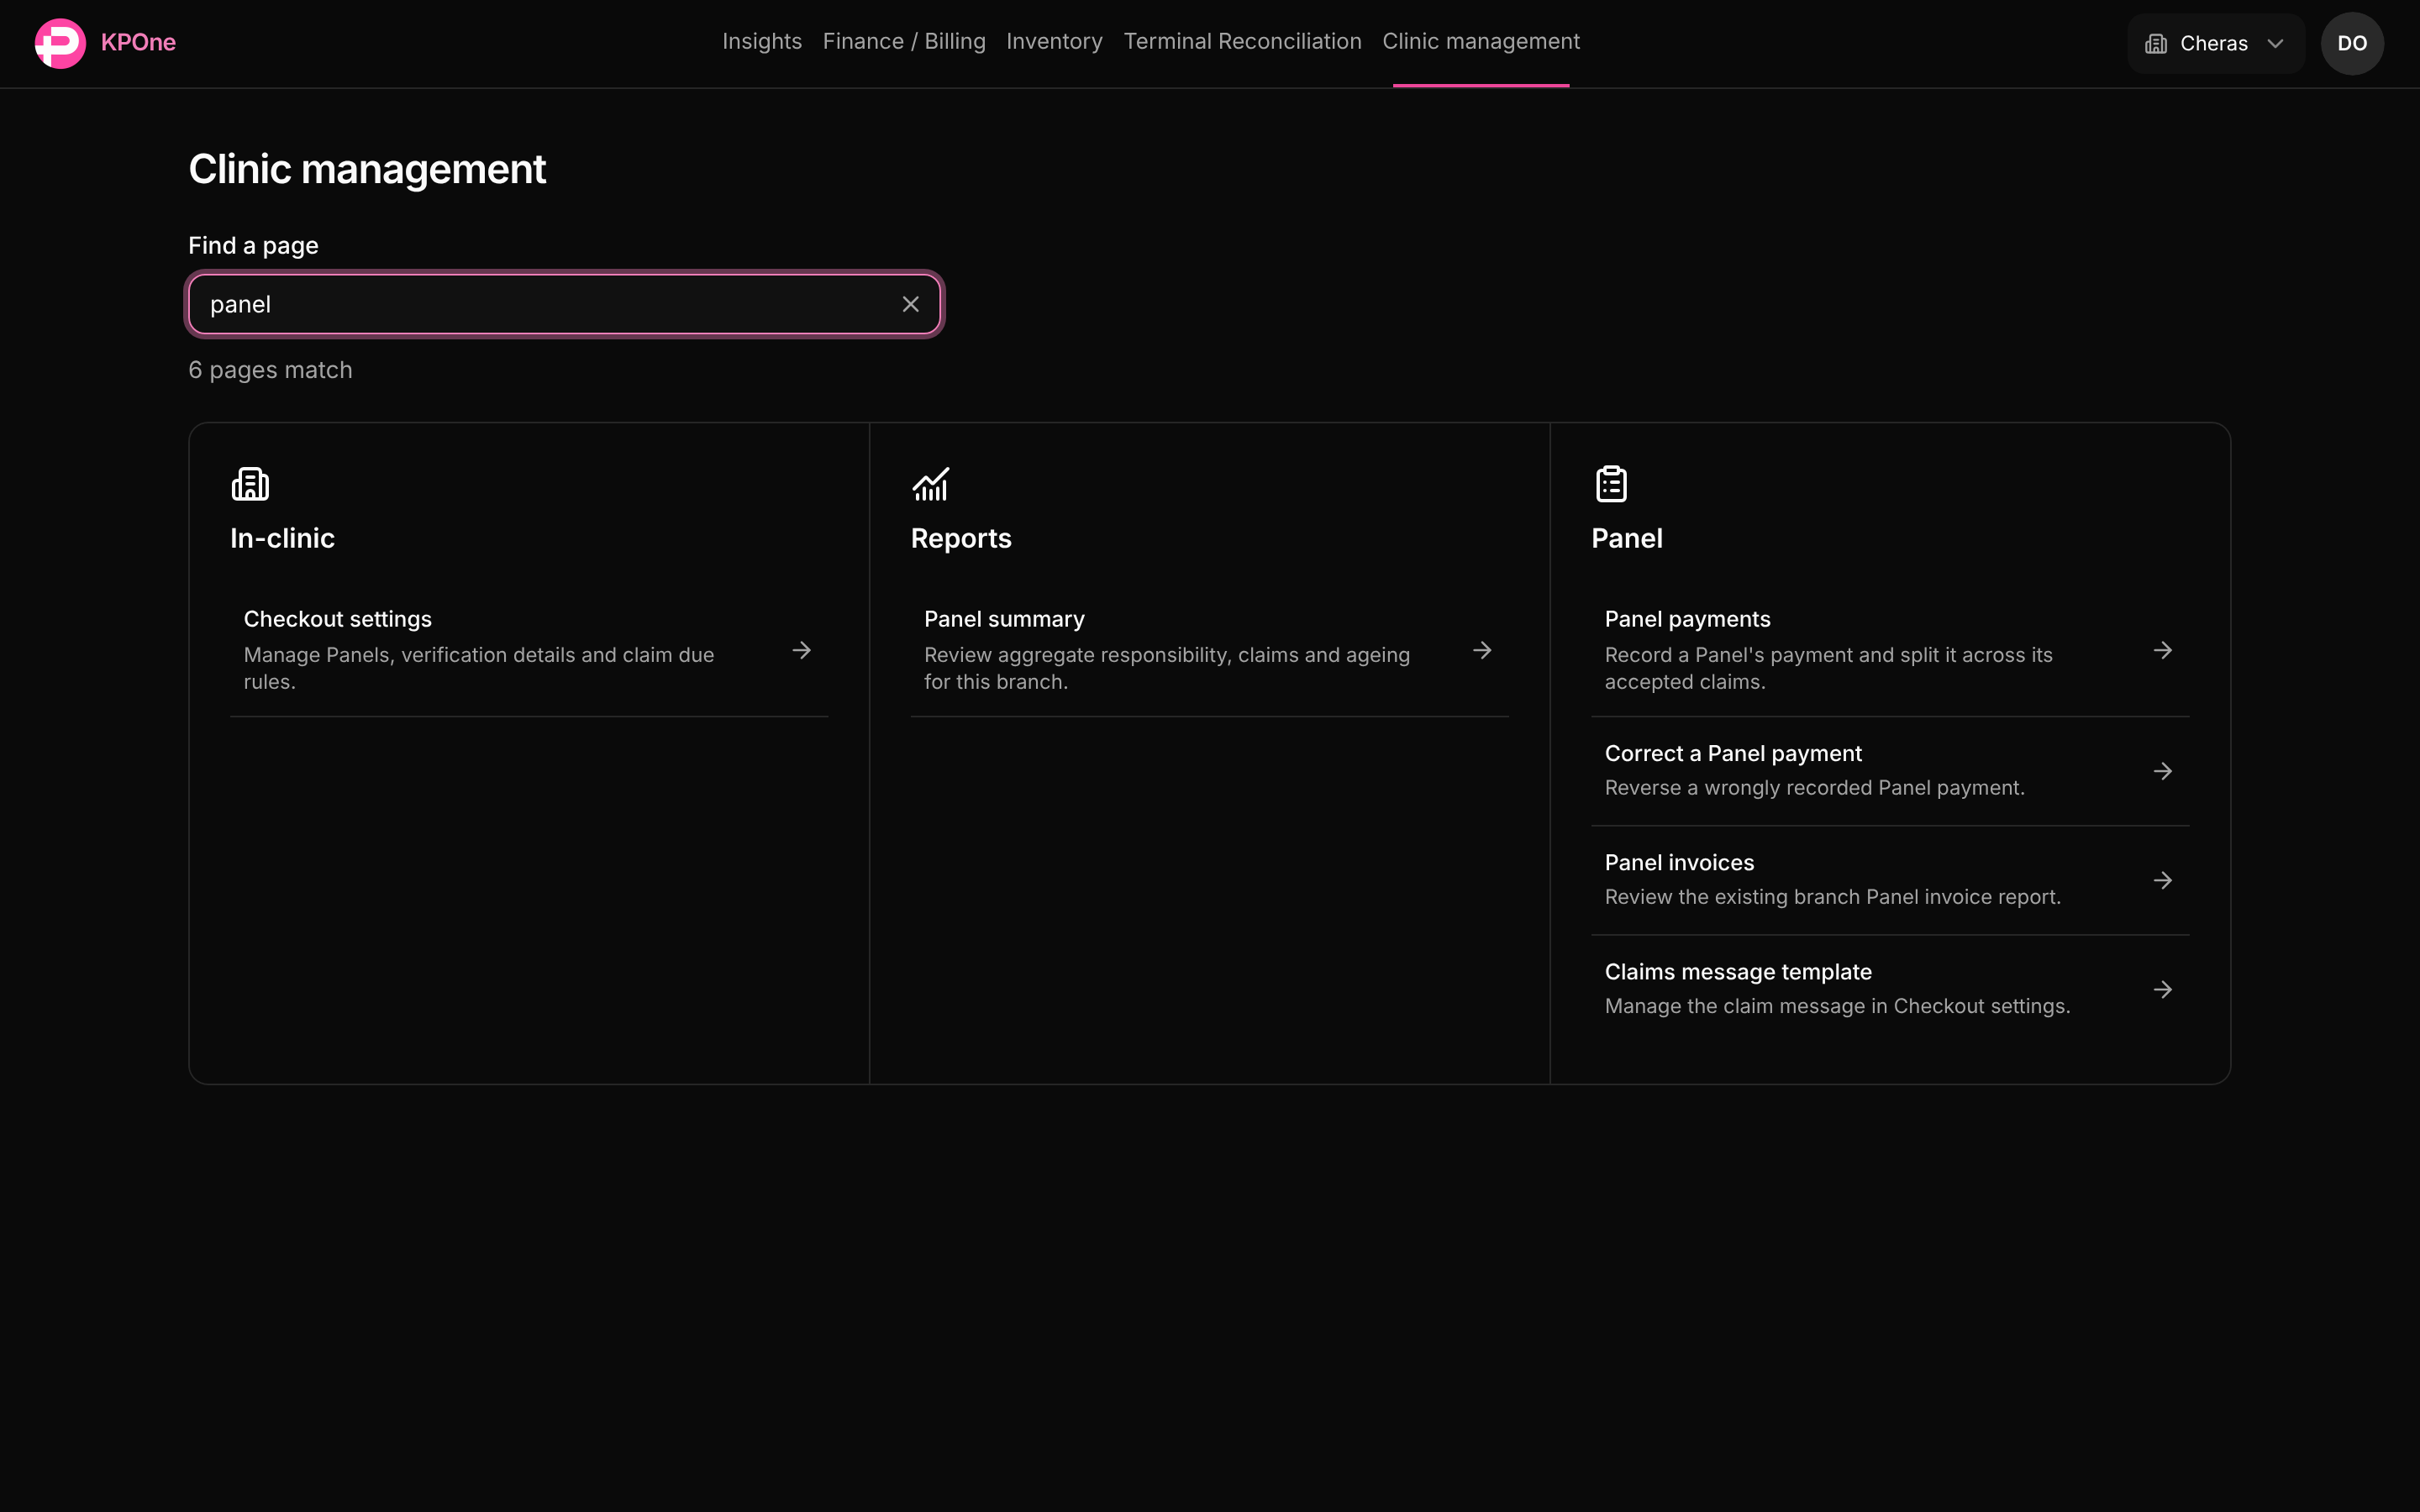 KPOne
Insights
Finance / Billing
Inventory
Terminal Reconciliation
Clinic management
Cheras
DO
Clinic management
Find a page
panel
6 pages match
In-clinic
Checkout settings
Manage Panels, verification details and claim due
rules.
Reports
Panel summary
Review aggregate responsibility, claims and ageing
for this branch.
Panel
Panel payments
Record a Panel's payment and split it across its
accepted claims.
Correct a Panel payment
Reverse a wrongly recorded Panel payment.
Panel invoices
Review the existing branch Panel invoice report.
Claims message template
Manage the claim message in Checkout settings.